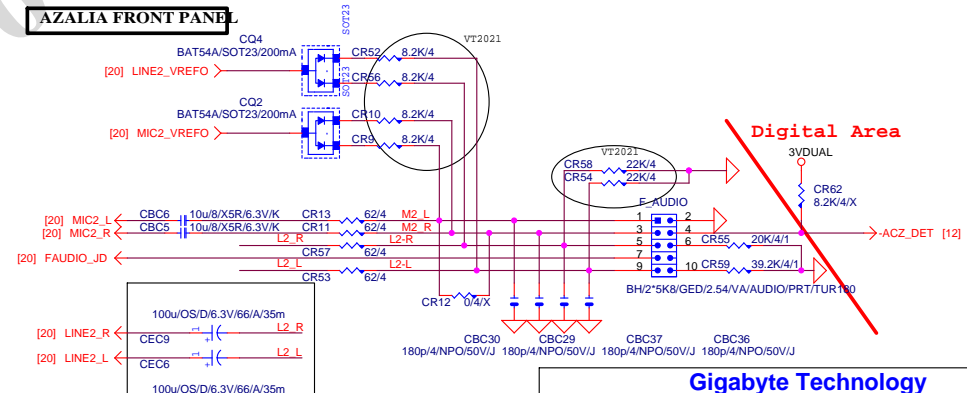 AZALIA FRONT PANEL
SOT23
CQ4
BAT54A/SOT23/200mA
[20] LINE2_VREFO
CR52 8.2K/4
VT2021
SOT23
CR56 8.2K/4
CQ2
BAT54A/SOT23/200mA
[20] MIC2_VREFO
CR10 8.2K/4
CR9 8.2K/4
Digital Area
3VDUAL
VT2021
CR58 22K/4
CR54 22K/4
CR62
8.2K/4/X
F_AUDIO
[20] MIC2_L CBC6 10u/8/X5R/6.3V/K CR13 62/4 M2_L 1 2
[20] MIC2_R CBC5 10u/8/X5R/6.3V/K CR11 62/4 M2_R 3 4
-ACZ_DET [12]
L2_R L2-R 5 6 CR55 20K/4/1
CR57 62/4
[20] FAUDIO_JD 7
L2_L L2-L 9 10 CR59 39.2K/4/1
CR53 62/4
BH/2*5K8/GED/2.54/VA/AUDIO/PRT/TUR180
CR12 0/4/X
100u/OS/D/6.3V/66/A/35m
[20] LINE2_R 1 + L2_R
CEC9
[20] LINE2_L 1 + L2_L
CEC6
100u/OS/D/6.3V/66/A/35m
CBC30 CBC29 CBC37 CBC36
180p/4/NPO/50V/J 180p/4/NPO/50V/J 180p/4/NPO/50V/J 180p/4/NPO/50V/J
Gigabyte Technology